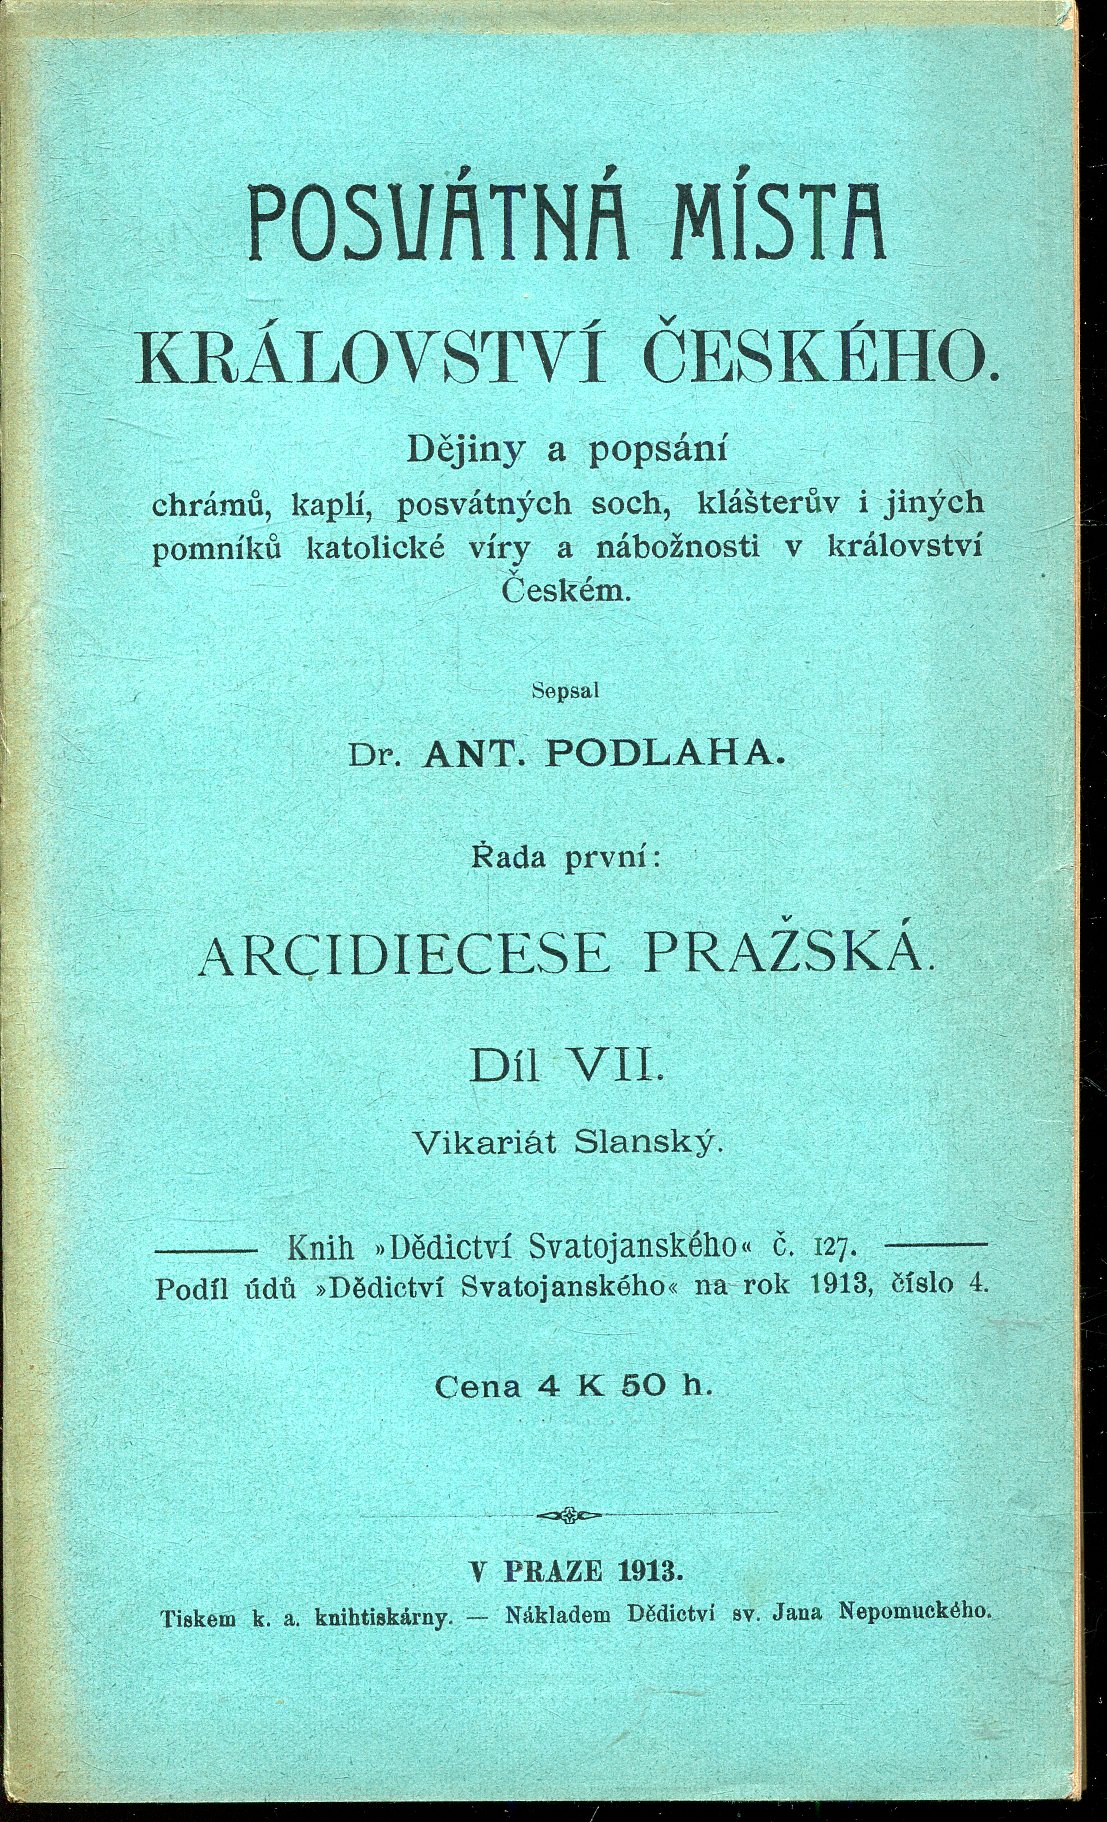 POSVÁTNÁ MÍSTA
KRÁLOVSTVÍ ČESKÉHO.
Dějiny a popsání
chrámů, kaplí, posvátných soch, klášterův i jiných
pomníků katolické víry a nábožnosti v království
Českém.
Sepsal
Dr. ANT. PODLAHA.
Řada první:
ARCIDIECESE PRAŽSKÁ.
Díl VII.
Vikariát Slanský.
Knih »Dědictví Svatojanského« č. 127.
Podíl údů »Dědictví Svatojanského« na rok 1913, číslo 4.
Cena 4 K 50 h.
V PRAZE 1913.
Tiskem k. a. knihtiskárny. — Nákladem Dědictví sv. Jana Nepomuckého.